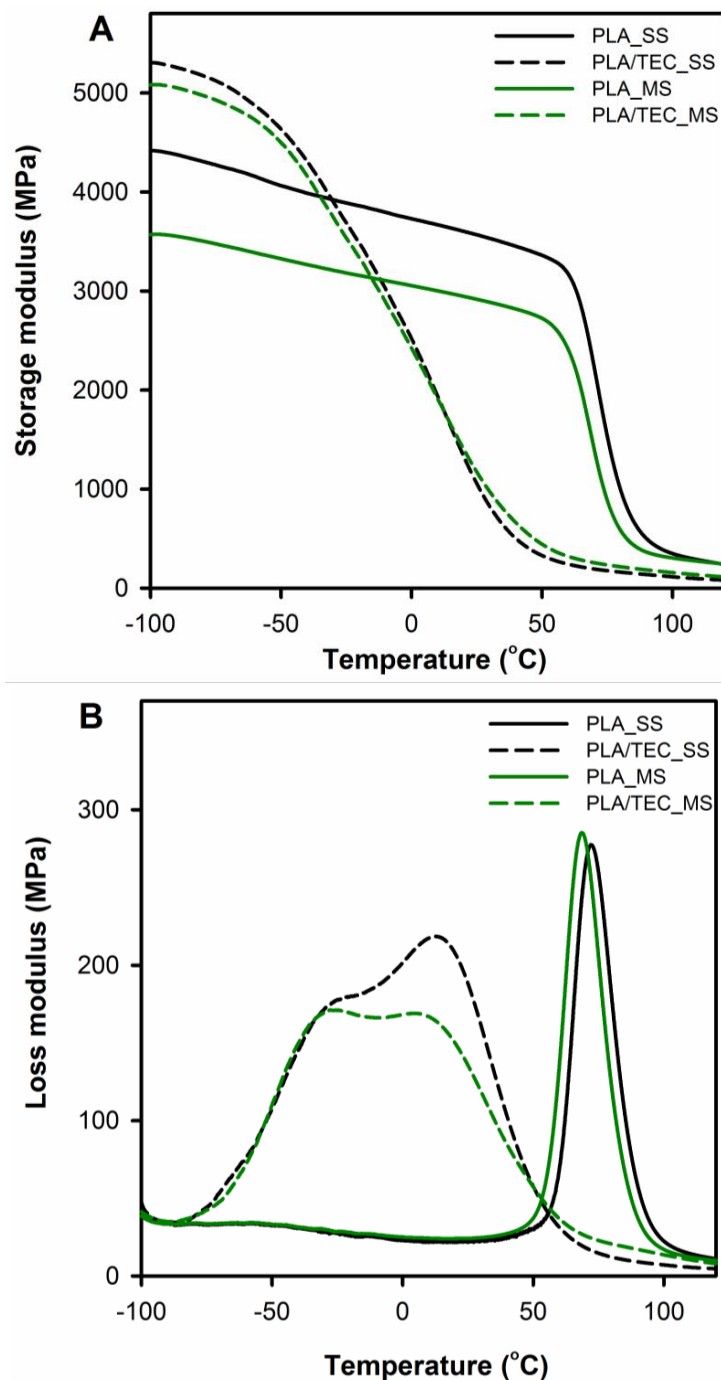 A
PLA_SS
PLA/TEC_SS
PLA_MS
PLA/TEC_MS
5000
4000
3000
2000
1000
0
Storage modulus (MPa)
-100 -50 0 50 100
Temperature (°C)
B
PLA_SS
PLA/TEC_SS
PLA_MS
PLA/TEC_MS
300
200
100
0
Loss modulus (MPa)
-100 -50 0 50 100
Temperature (°C)